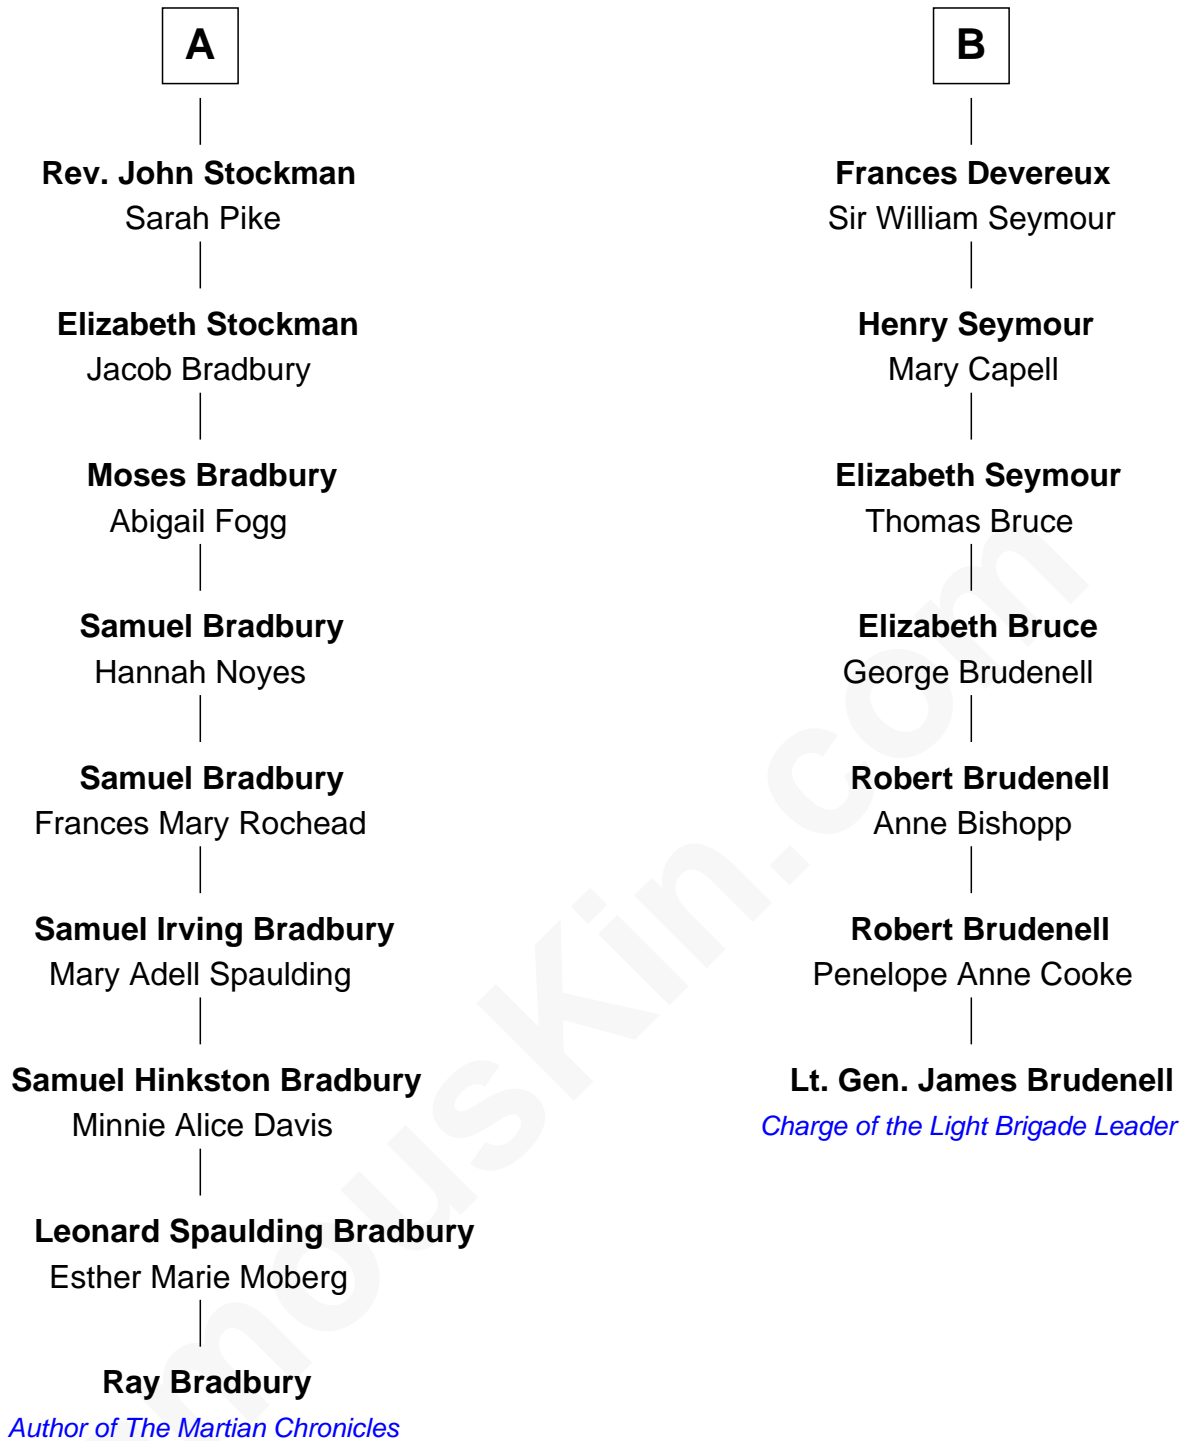 A
Rev. John Stockman
Sarah Pike
Elizabeth Stockman
Jacob Bradbury
Moses Bradbury
Abigail Fogg
Samuel Bradbury
Hannah Noyes
Samuel Bradbury
Frances Mary Rochead
Samuel Irving Bradbury
Mary Adell Spaulding
Samuel Hinkston Bradbury
Minnie Alice Davis
Leonard Spaulding Bradbury
Esther Marie Moberg
Ray Bradbury
Author of The Martian Chronicles
B
Frances Devereux
Sir William Seymour
Henry Seymour
Mary Capell
Elizabeth Seymour
Thomas Bruce
Elizabeth Bruce
George Brudenell
Robert Brudenell
Anne Bishopp
Robert Brudenell
Penelope Anne Cooke
Lt. Gen. James Brudenell
Charge of the Light Brigade Leader
mouskin.com